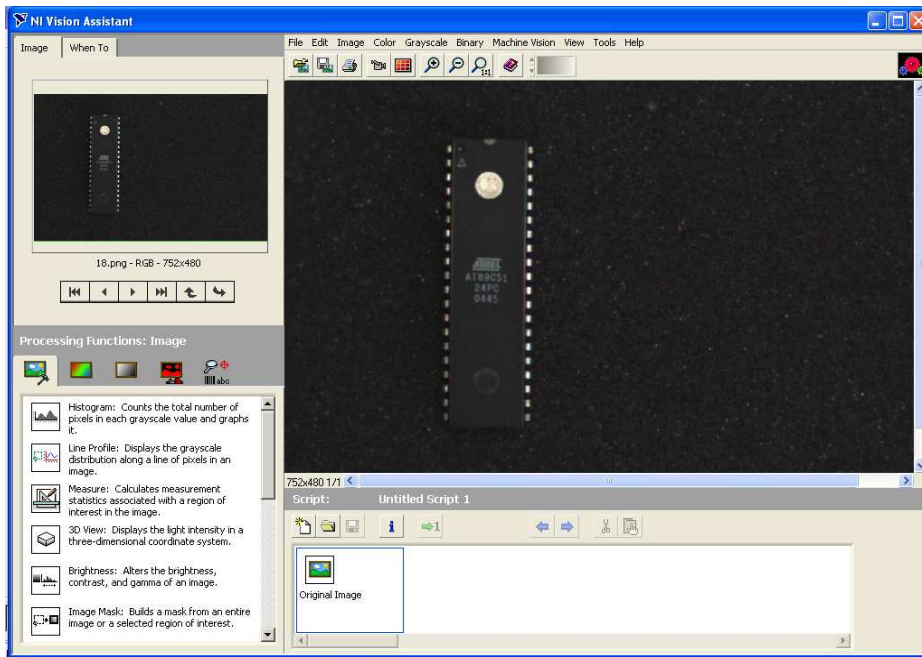 NI Vision Assistant
Image
When To
File Edit Image Color Grayscale Binary Machine Vision View Tools Help
1:1
18.png - RGB - 752x480
ATMEL
AT89C51
24PC
0445
Processing Functions: Image
abc
Histogram: Counts the total number of
pixels in each grayscale value and graphs
it.
Line Profile: Displays the grayscale
distribution along a line of pixels in an
image.
Measure: Calculates measurement
statistics associated with a region of
interest in the image.
3D View: Displays the light intensity in a
three-dimensional coordinate system.
Brightness: Alters the brightness,
contrast, and gamma of an image.
Image Mask: Builds a mask from an entire
image or a selected region of interest.
752x480 1/1
Script: Untitled Script 1
i
1
Original Image